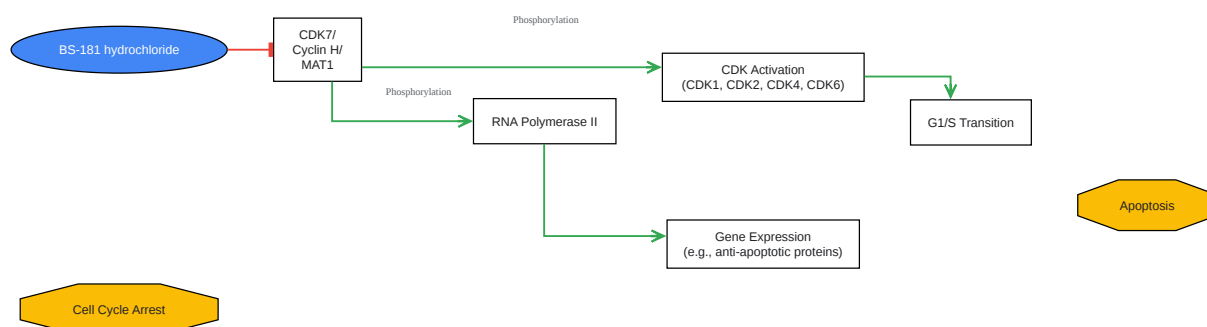 Phosphorylation
BS-181 hydrochloride
CDK7/
Cyclin H/
MAT1
CDK Activation
(CDK1, CDK2, CDK4, CDK6)
Phosphorylation
RNA Polymerase II
G1/S Transition
Apoptosis
Gene Expression
(e.g., anti-apoptotic proteins)
Cell Cycle Arrest